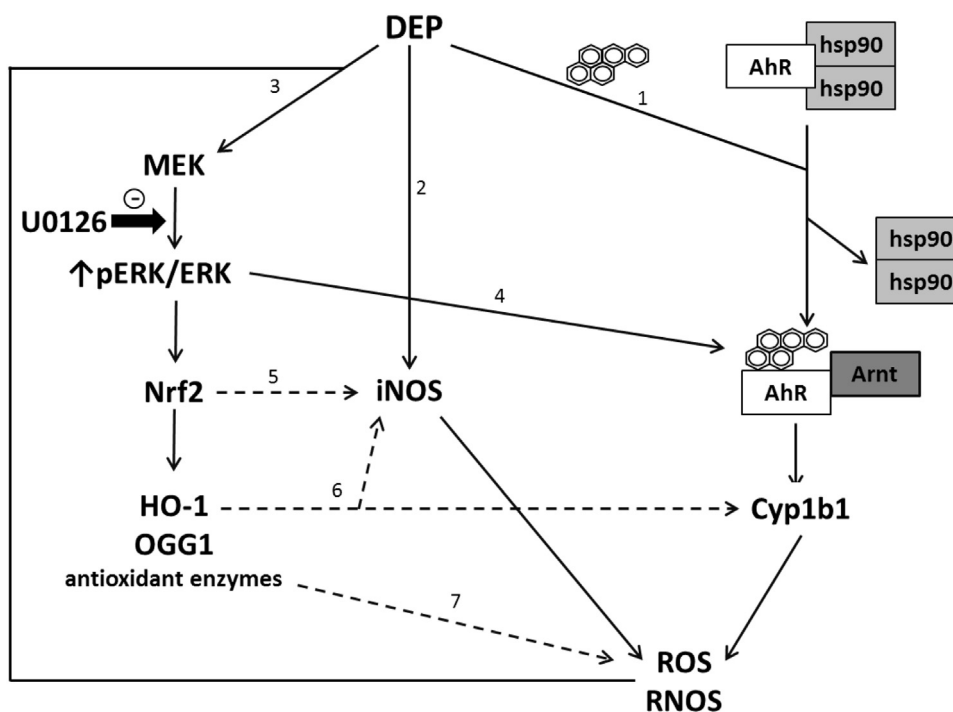 DEP
hsp90
AhR
hsp90
1
3
MEK
2
U0126
−
hsp90
↑pERK/ERK
hsp90
4
Arnt
5
Nrf2
iNOS
AhR
6
HO-1
Cyp1b1
OGG1
antioxidant enzymes
7
ROS
RNOS